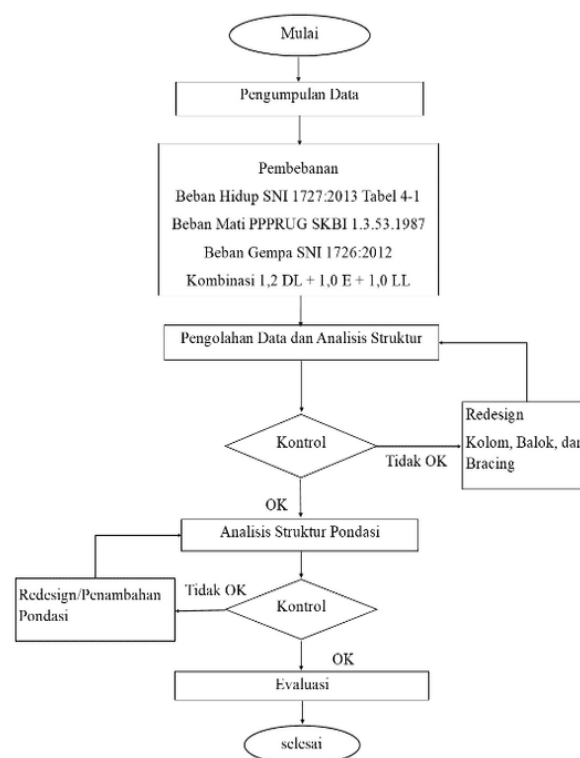 Mulai
Pengumpulan Data
Pembebanan
Beban Hidup SNI 1727:2013 Tabel 4-1
Beban Mati PPPRUG SKBI 1.3.53.1987
Beban Gempa SNI 1726:2012
Kombinasi 1,2 DL + 1,0 E + 1,0 LL
Pengolahan Data dan Analisis Struktur
Kontrol
Tidak OK
Redesign
Kolom, Balok, dan
Bracing
OK
Analisis Struktur Pondasi
Kontrol
Tidak OK
Redesign/Penambahan
Pondasi
OK
Evaluasi
selesai